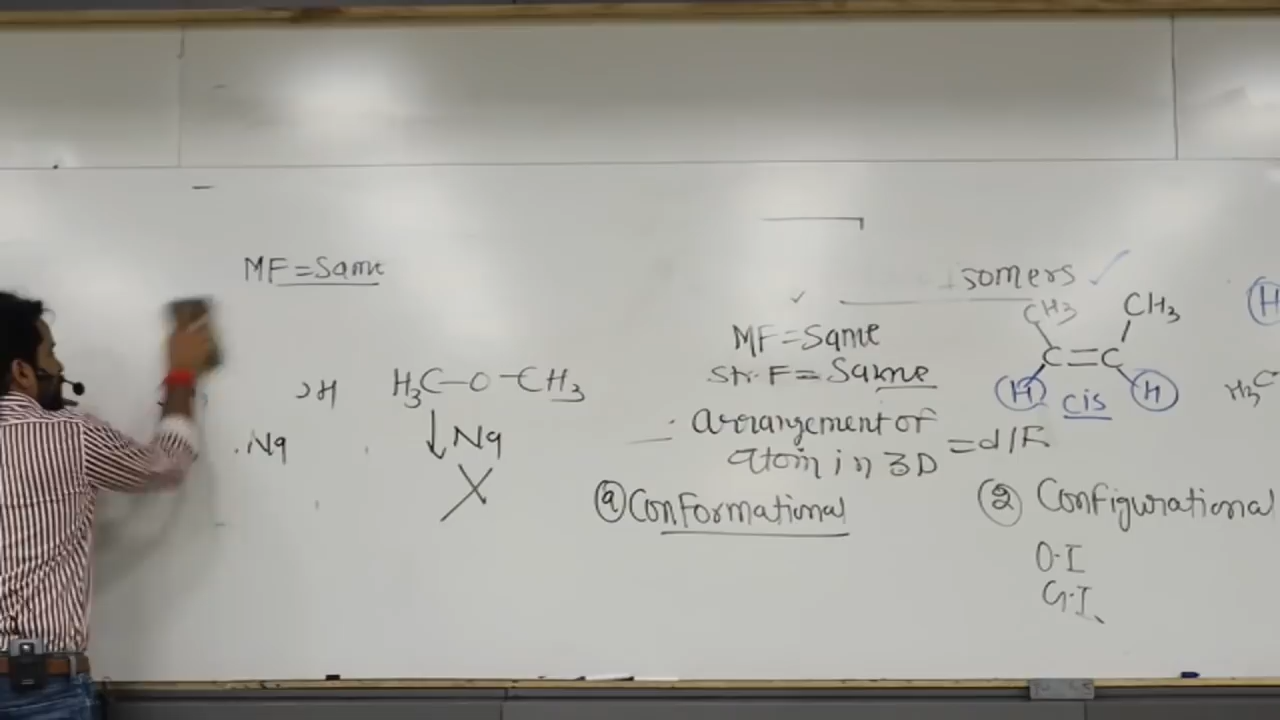 MF=Same
H
H₃C-O-CH₃
Na
Na
X
Isomers ✓
MF=Same
Str.F=Same
Arrangement of
atom in 3D =d/F
CH₃ CH₃
C=C
H H
cis
H
H₃C
(a) Conformational
(2) Configurational
O.I
G.I